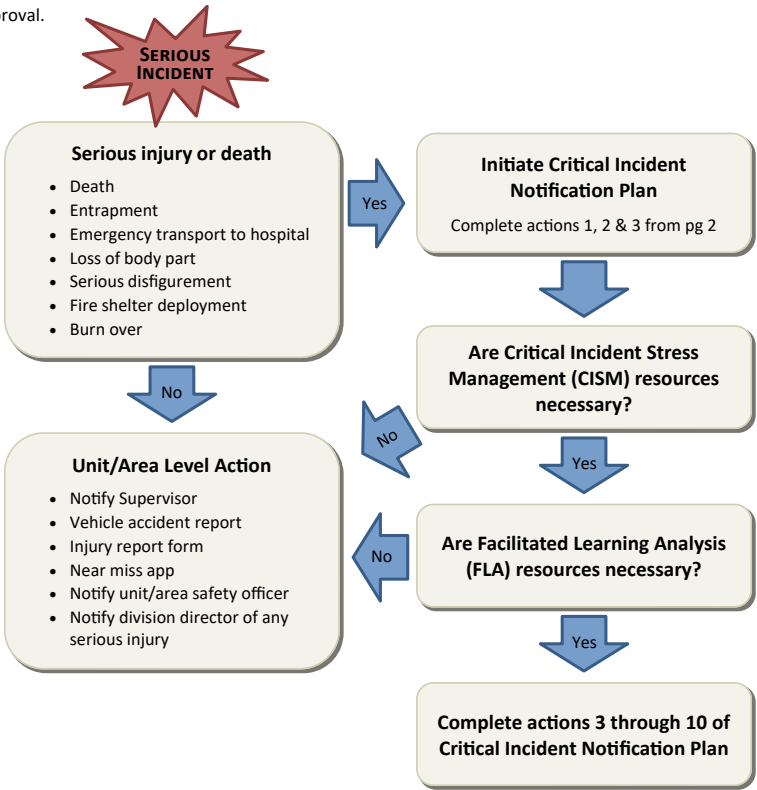 proval.
SERIOUS
INCIDENT
Serious injury or death
• Death
• Entrapment
• Emergency transport to hospital
• Loss of body part
• Serious disfigurement
• Fire shelter deployment
• Burn over
Yes
Initiate Critical Incident
Notification Plan
Complete actions 1, 2 & 3 from pg 2
No
Are Critical Incident Stress
Management (CISM) resources
necessary?
No
Yes
Unit/Area Level Action
• Notify Supervisor
• Vehicle accident report
• Injury report form
• Near miss app
• Notify unit/area safety officer
• Notify division director of any
serious injury
No
Are Facilitated Learning Analysis
(FLA) resources necessary?
Yes
Complete actions 3 through 10 of
Critical Incident Notification Plan